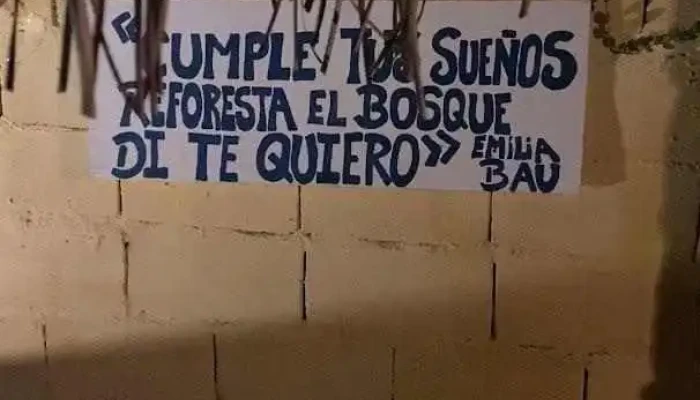 «CUMPLE TUS SUEÑOS
REFORESTA EL BOSQUE
DI TE QUIERO» EMILIA
BAU